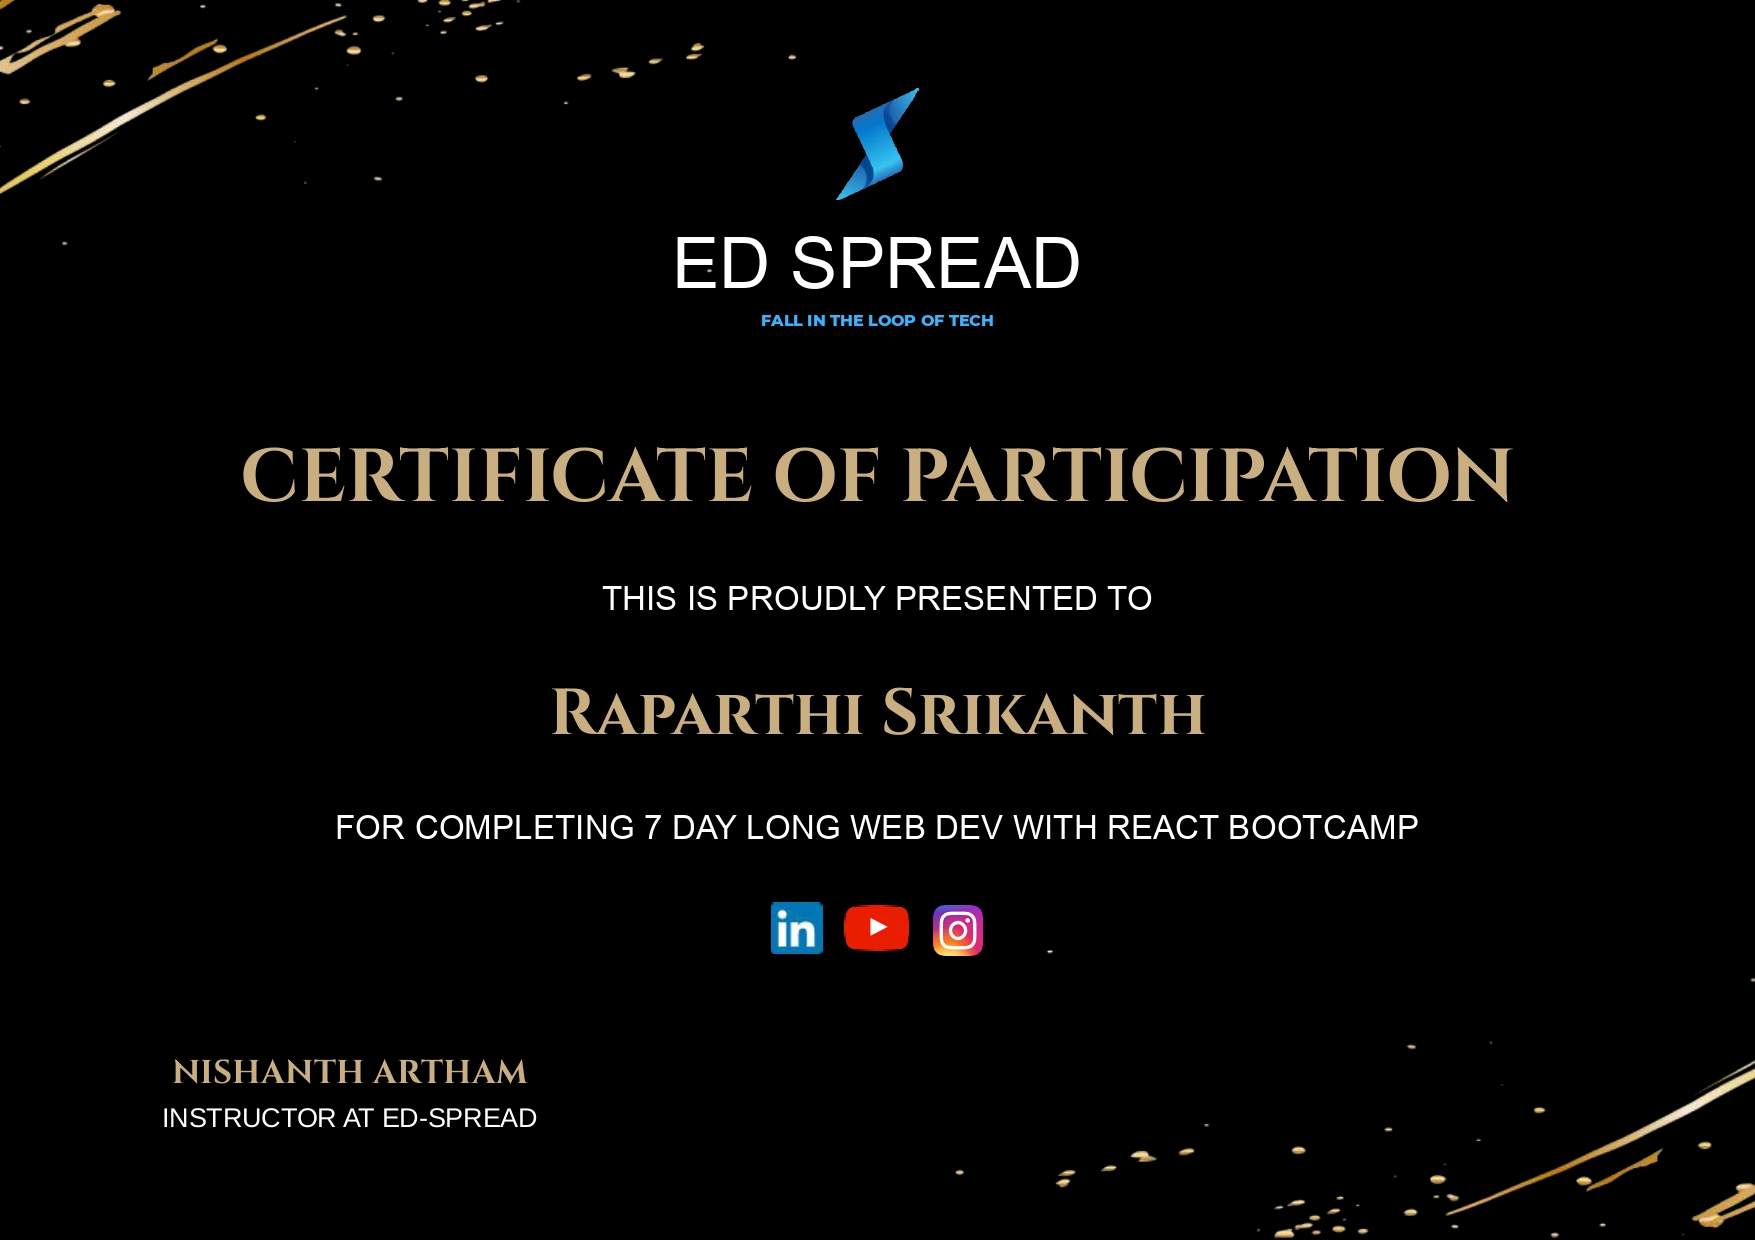 ED SPREAD
FALL IN THE LOOP OF TECH
CERTIFICATE OF PARTICIPATION
THIS IS PROUDLY PRESENTED TO
Raparthi Srikanth
FOR COMPLETING 7 DAY LONG WEB DEV WITH REACT BOOTCAMP
in
NISHANTH ARTHAM
INSTRUCTOR AT ED-SPREAD